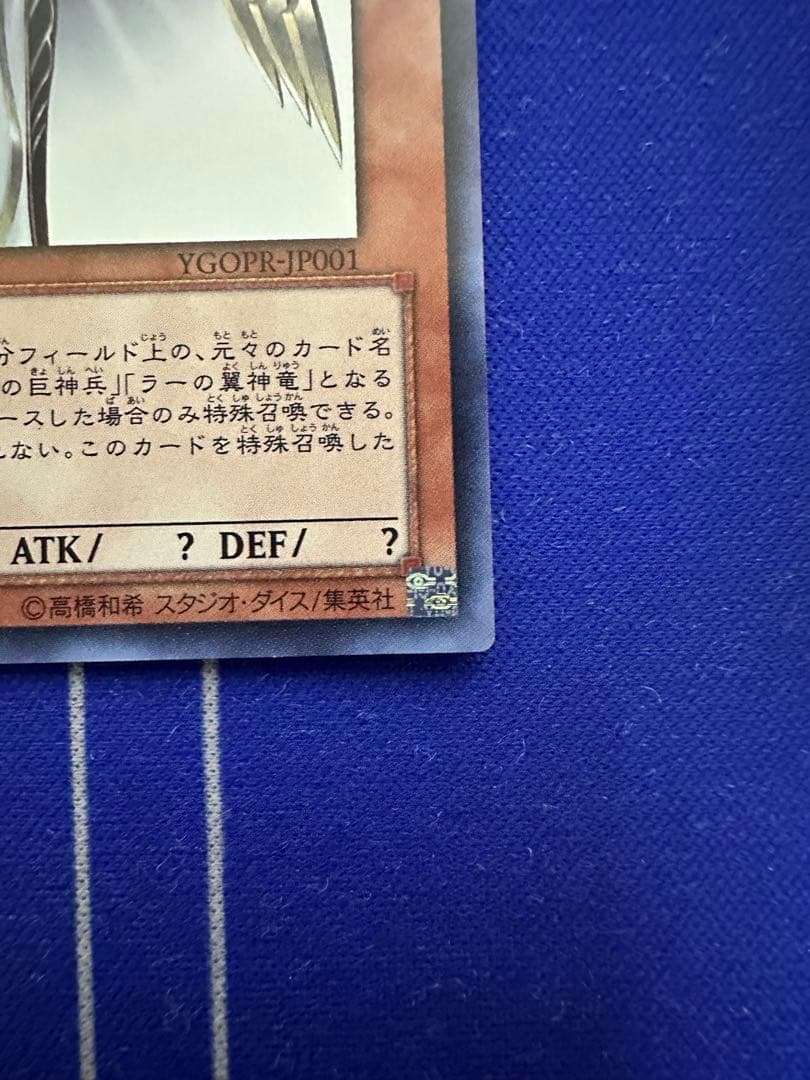 YGOPR-JP001
分フィールド上の、元々のカード名
の巨神兵」「ラーの翼神竜」となる
ースした場合のみ特殊召喚できる。
れない。このカードを特殊召喚した
ATK/ ? DEF/ ?
©高橋和希 スタジオ・ダイス/集英社